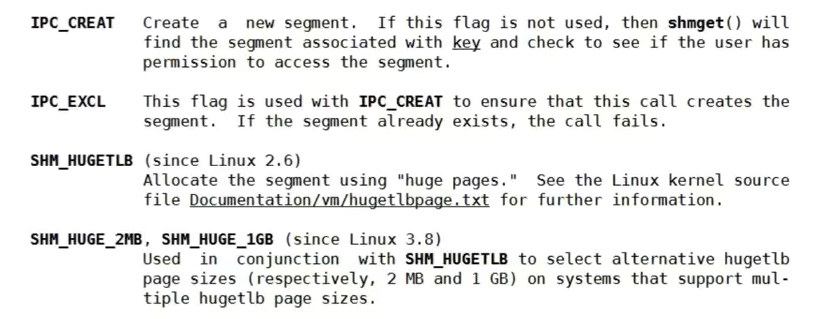 IPC_CREAT Create a new segment. If this flag is not used, then shmget() will
find the segment associated with key and check to see if the user has
permission to access the segment.
IPC_EXCL This flag is used with IPC_CREAT to ensure that this call creates the
segment. If the segment already exists, the call fails.
SHM_HUGETLB (since Linux 2.6)
Allocate the segment using "huge pages." See the Linux kernel source
file Documentation/vm/hugetlbpage.txt for further information.
SHM_HUGE_2MB, SHM_HUGE_1GB (since Linux 3.8)
Used in conjunction with SHM_HUGETLB to select alternative hugetlb
page sizes (respectively, 2 MB and 1 GB) on systems that support mul-
tiple hugetlb page sizes.